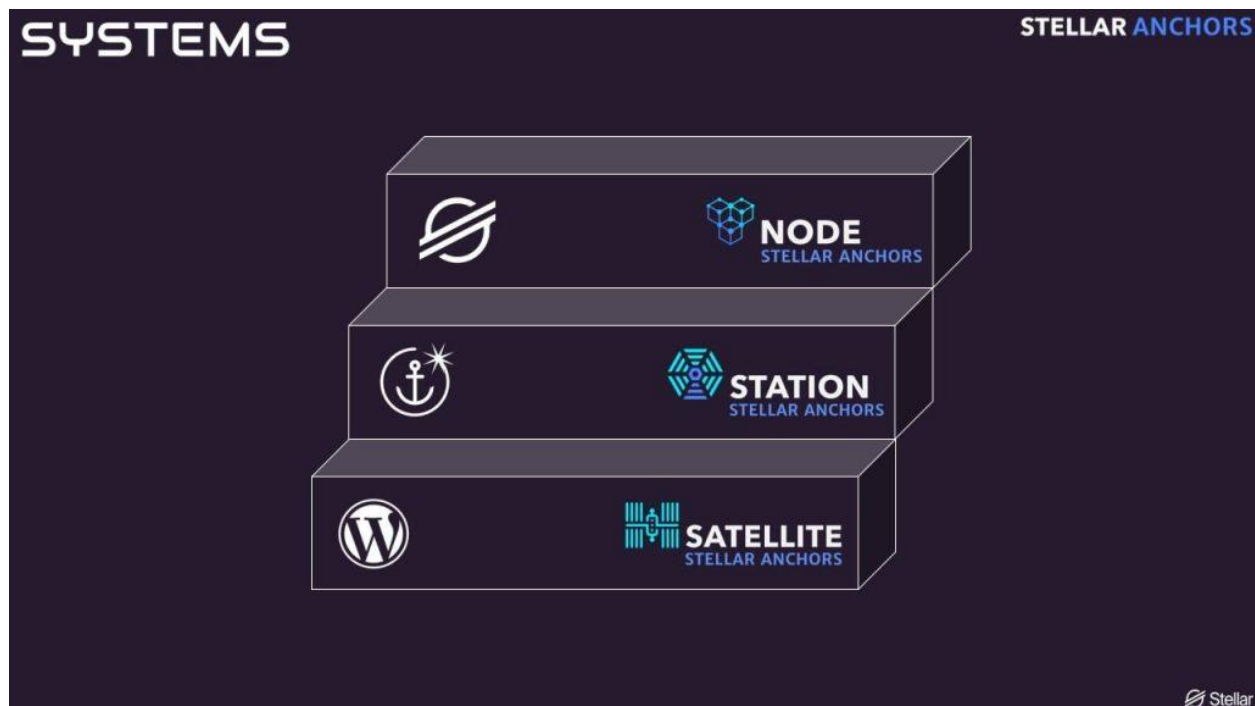 SYSTEMS
STELLAR ANCHORS
NODE
STELLAR ANCHORS
STATION
STELLAR ANCHORS
SATELLITE
STELLAR ANCHORS
Stellar